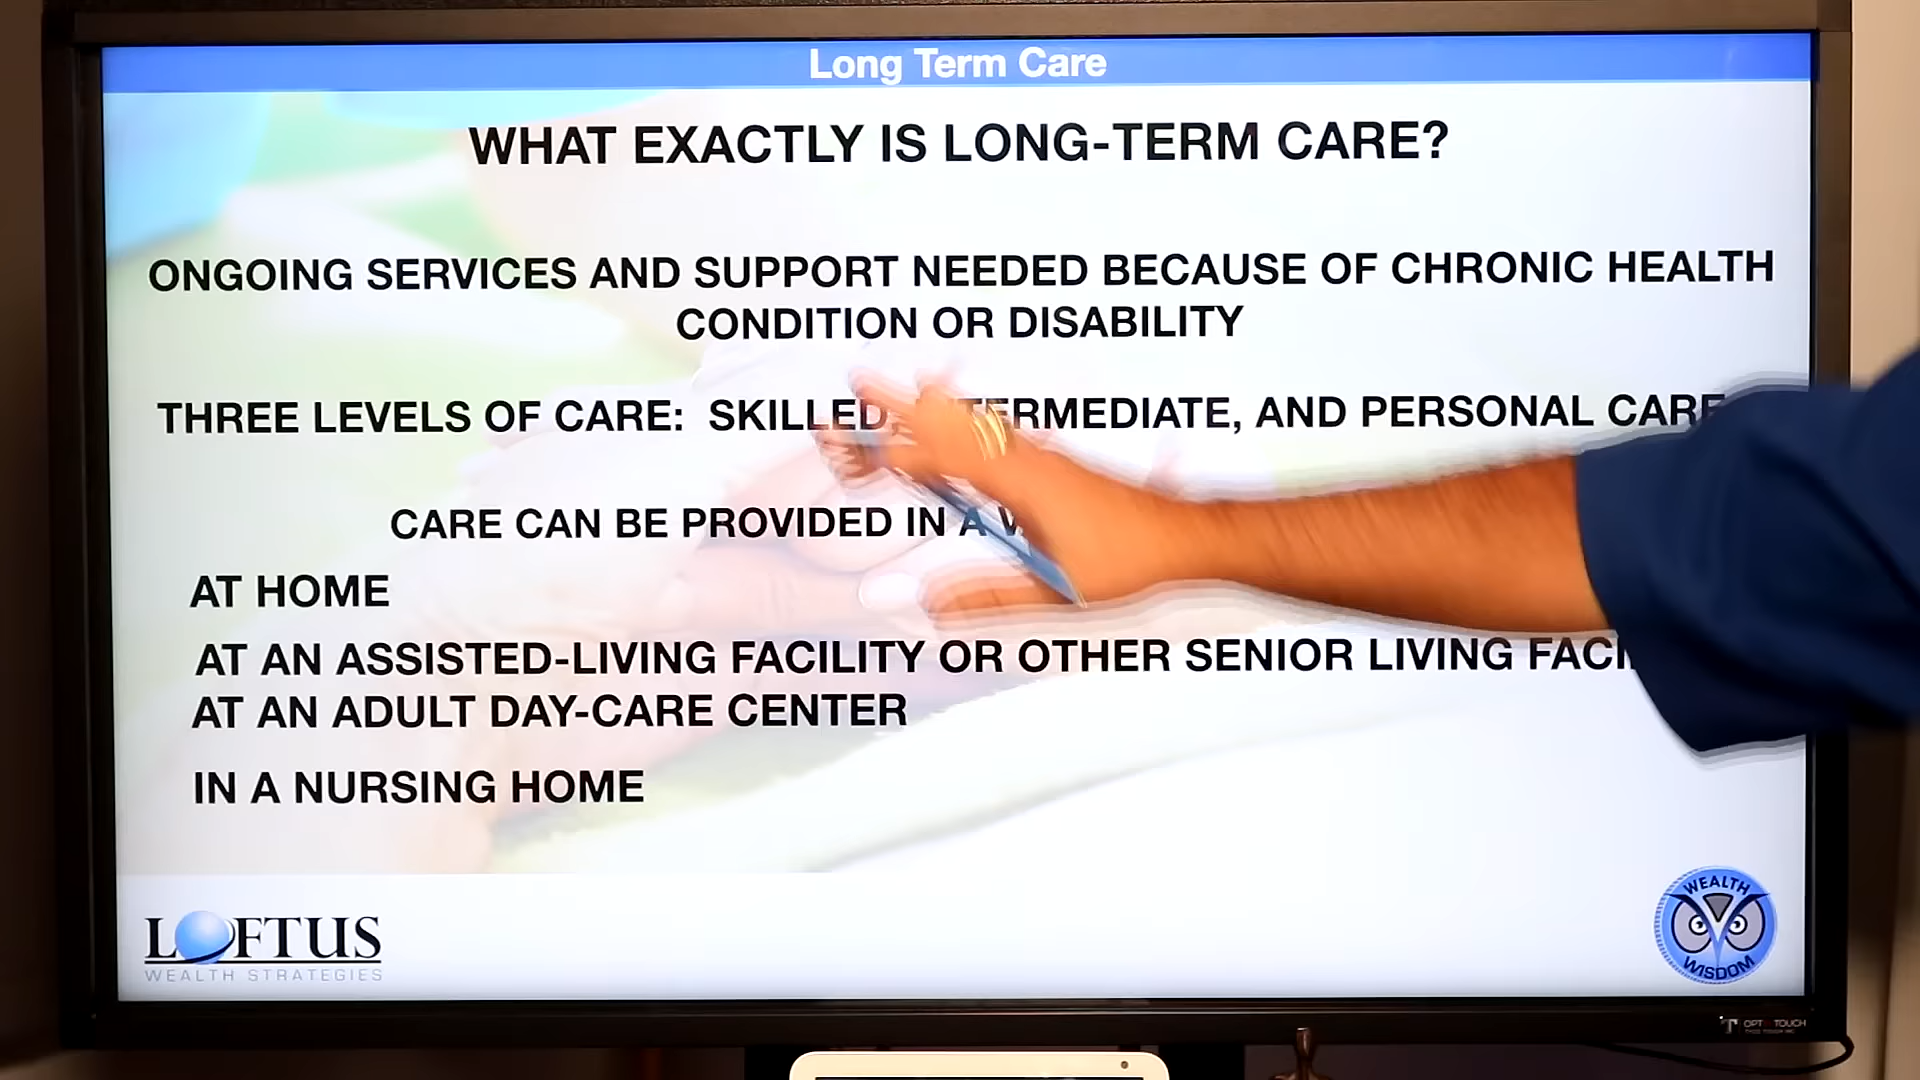 Long Term Care
WHAT EXACTLY IS LONG-TERM CARE?
ONGOING SERVICES AND SUPPORT NEEDED BECAUSE OF CHRONIC HEALTH
CONDITION OR DISABILITY
THREE LEVELS OF CARE: SKILLED, AND PERSONAL CARE
CARE CAN BE PROVIDED IN A
AT HOME
AT AN ASSISTED-LIVING FACILITY OR OTHER SENIOR LIVING
AT AN ADULT DAY-CARE CENTER
IN A NURSING HOME
LOFTUS
WEALTH STRATEGIES
WEALTH
WISDOM